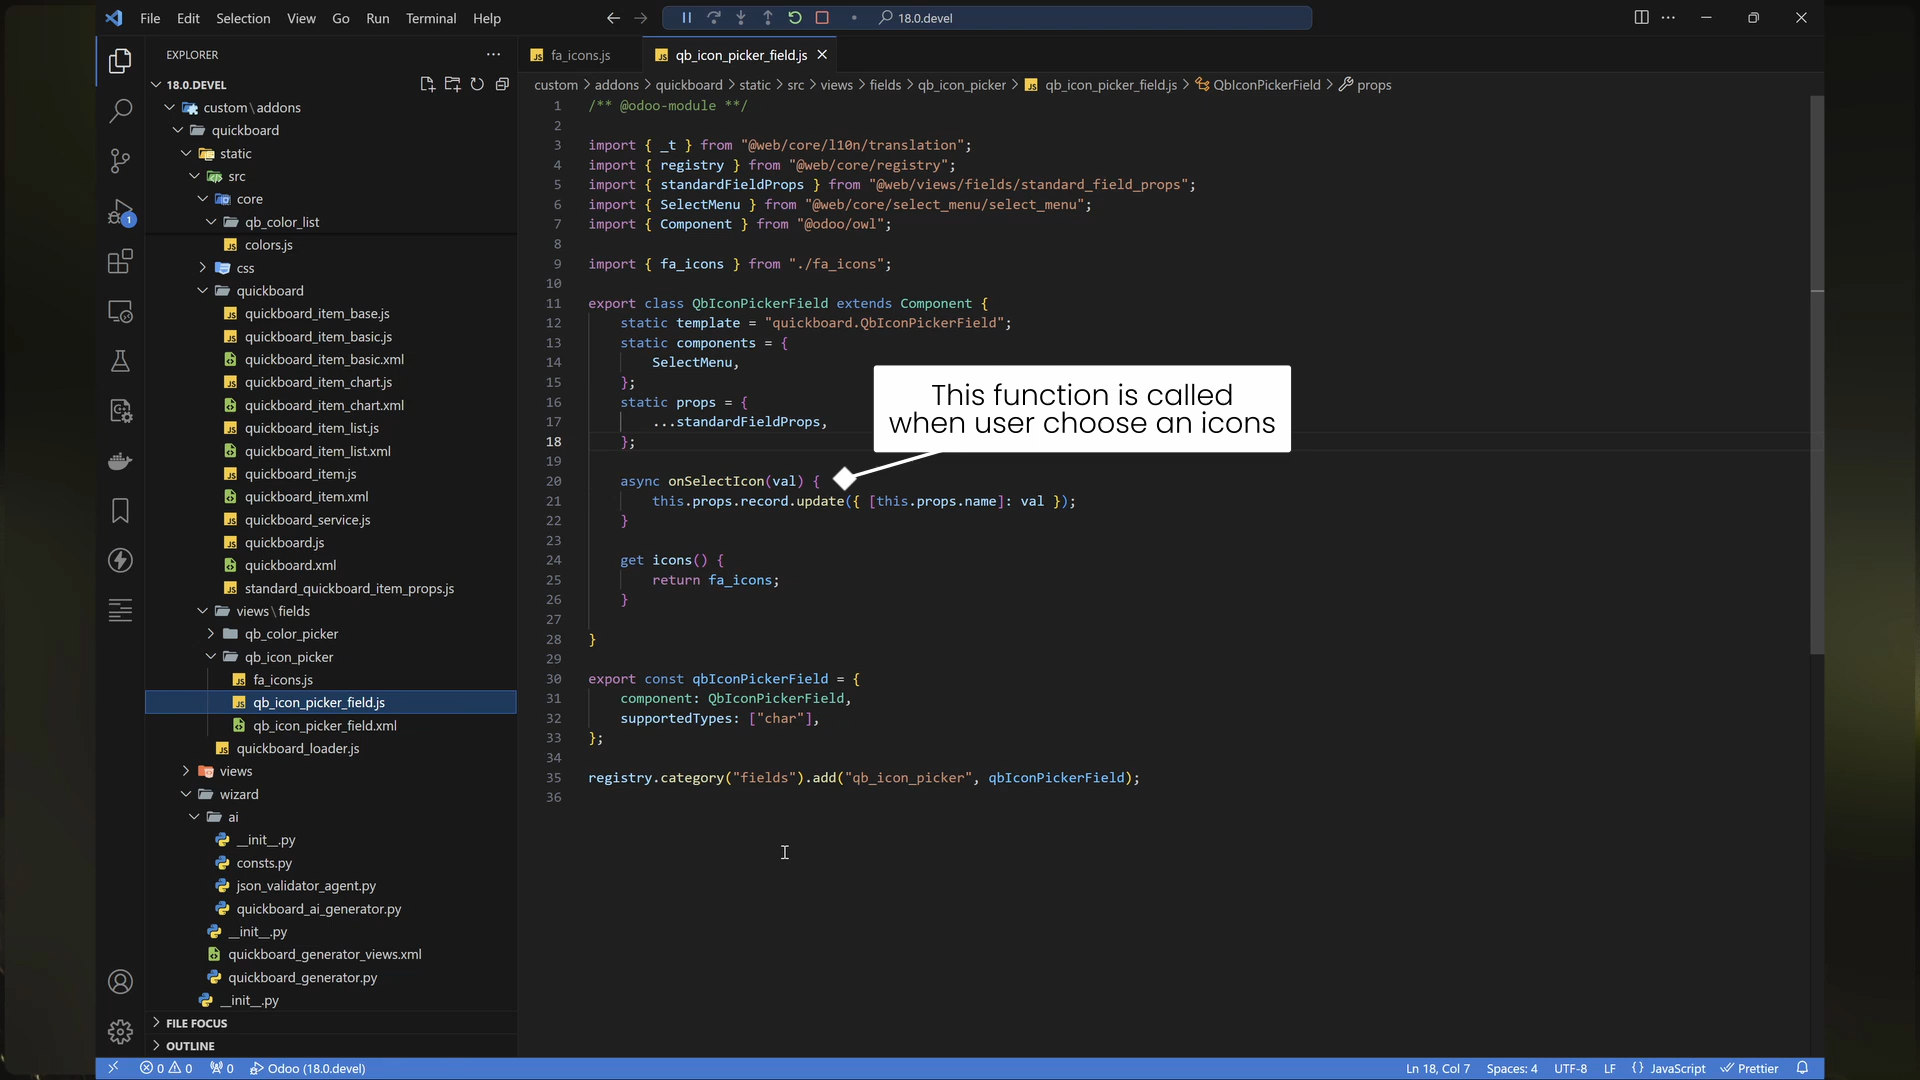 File Edit Selection View Go Run Terminal Help
18.0.devel
EXPLORER
18.0.DEVEL
custom\addons
quickboard
static
src
core
qb_color_list
colors.js
css
quickboard
quickboard_item_base.js
quickboard_item_basic.js
quickboard_item_basic.xml
quickboard_item_chart.js
quickboard_item_chart.xml
quickboard_item_list.js
quickboard_item_list.xml
quickboard_item.js
quickboard_item.xml
quickboard_service.js
quickboard.js
quickboard.xml
standard_quickboard_item_props.js
views\fields
qb_color_picker
qb_icon_picker
fa_icons.js
qb_icon_picker_field.js
qb_icon_picker_field.xml
quickboard_loader.js
views
wizard
ai
__init__.py
consts.py
json_validator_agent.py
quickboard_ai_generator.py
__init__.py
quickboard_generator_views.xml
quickboard_generator.py
__init__.py
FILE FOCUS
OUTLINE
1
fa_icons.js qb_icon_picker_field.js
custom > addons > quickboard > static > src > views > fields > qb_icon_picker > qb_icon_picker_field.js > QbIconPickerField > props
1 /** @odoo-module **/
2
3 import { _t } from "@web/core/l10n/translation";
4 import { registry } from "@web/core/registry";
5 import { standardFieldProps } from "@web/views/fields/standard_field_props";
6 import { SelectMenu } from "@web/core/select_menu/select_menu";
7 import { Component } from "@odoo/owl";
8
9 import { fa_icons } from "./fa_icons";
10
11 export class QbIconPickerField extends Component {
12 static template = "quickboard.QbIconPickerField";
13 static components = {
14 SelectMenu,
15 };
16 static props = {
17 ...standardFieldProps,
18 };
19
20 async onSelectIcon(val) {
21 this.props.record.update({ [this.props.name]: val });
22 }
23
24 get icons() {
25 return fa_icons;
26 }
27
28 }
29
30 export const qbIconPickerField = {
31 component: QbIconPickerField,
32 supportedTypes: ["char"],
33 };
34
35 registry.category("fields").add("qb_icon_picker", qbIconPickerField);
36
This function is called
when user choose an icons
0 0 0 Odoo (18.0.devel) Ln 18, Col 7 Spaces: 4 UTF-8 LF {} JavaScript Prettier